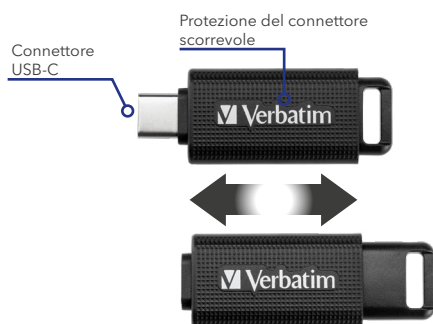 Protezione del connettore
scorrevole
Connettore
USB-C
Verbatim
Verbatim